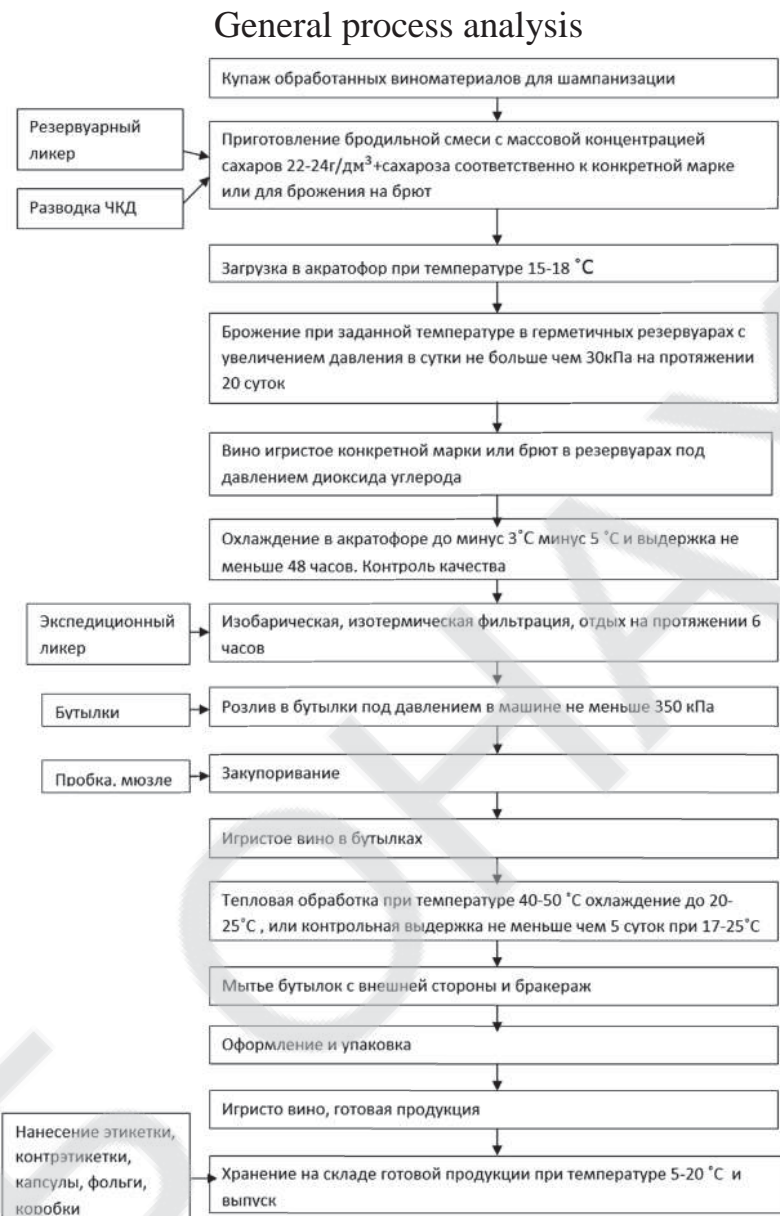 General process analysis
Купаж обработанных виноматериалов для шампанизации
Резервуарный
ликер
Разводка ЧКД
Приготовление бродильной смеси с массовой концентрацией
сахаров 22-24г/дм³+сахароза соответственно к конкретной марке
или для брожения на брют
Загрузка в акратофор при температуре 15-18 ˚С
Брожение при заданной температуре в герметичных резервуарах с
увеличением давления в сутки не больше чем 30кПа на протяжении
20 суток
Вино игристое конкретной марки или брют в резервуарах под
давлением диоксида углерода
Охлаждение в акратофоре до минус 3˚С минус 5 ˚С и выдержка не
меньше 48 часов. Контроль качества
Экспедиционный
ликер
Изобарическая, изотермическая фильтрация, отдых на протяжении 6
часов
Бутылки
Розлив в бутылки под давлением в машине не меньше 350 кПа
Пробка, мюзле
Закупоривание
Игристое вино в бутылках
Тепловая обработка при температуре 40-50 ˚С охлаждение до 20-
25˚С , или контрольная выдержка не меньше чем 5 суток при 17-25˚С
Мытье бутылок с внешней стороны и бракераж
Оформление и упаковка
Игристо вино, готовая продукция
Нанесение этикетки,
контрэтикетки,
капсулы, фольги,
коробки
Хранение на складе готовой продукции при температуре 5-20 ˚С и
выпуск